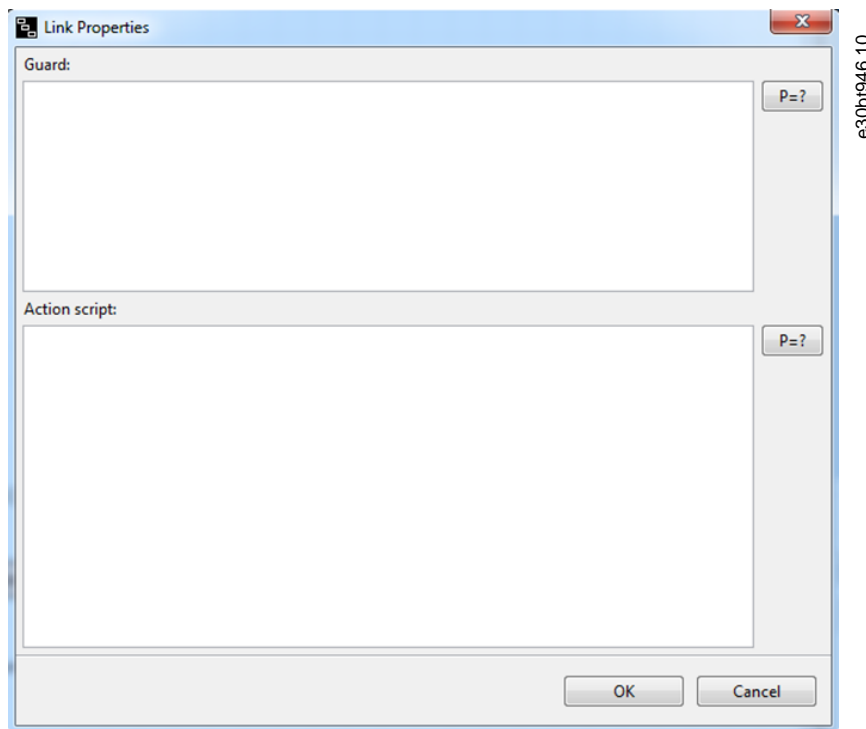 Link Properties
Guard:
P=?
Action script:
P=?
OK
Cancel
e30bt946.10